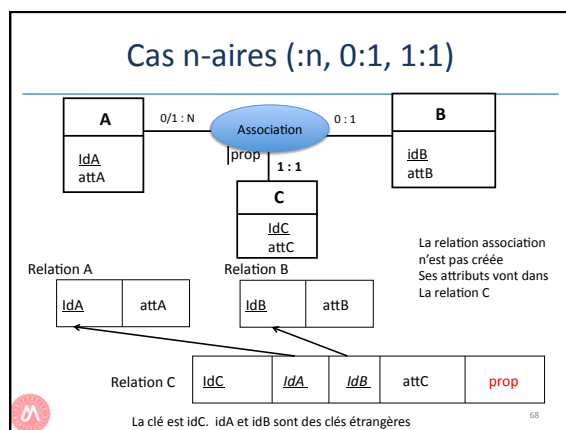 Cas n-aires (:n, 0:1, 1:1)
A
0/1 : N
Association
0 : 1
B
IdA
attA
prop
1 : 1
idB
attB
C
IdC
attC
La relation association
n'est pas créée
Ses attributs vont dans
La relation C
Relation A
Relation B
IdA
attA
IdB
attB
Relation C
IdC
IdA
IdB
attC
prop
La clé est idC. idA et idB sont des clés étrangères
68